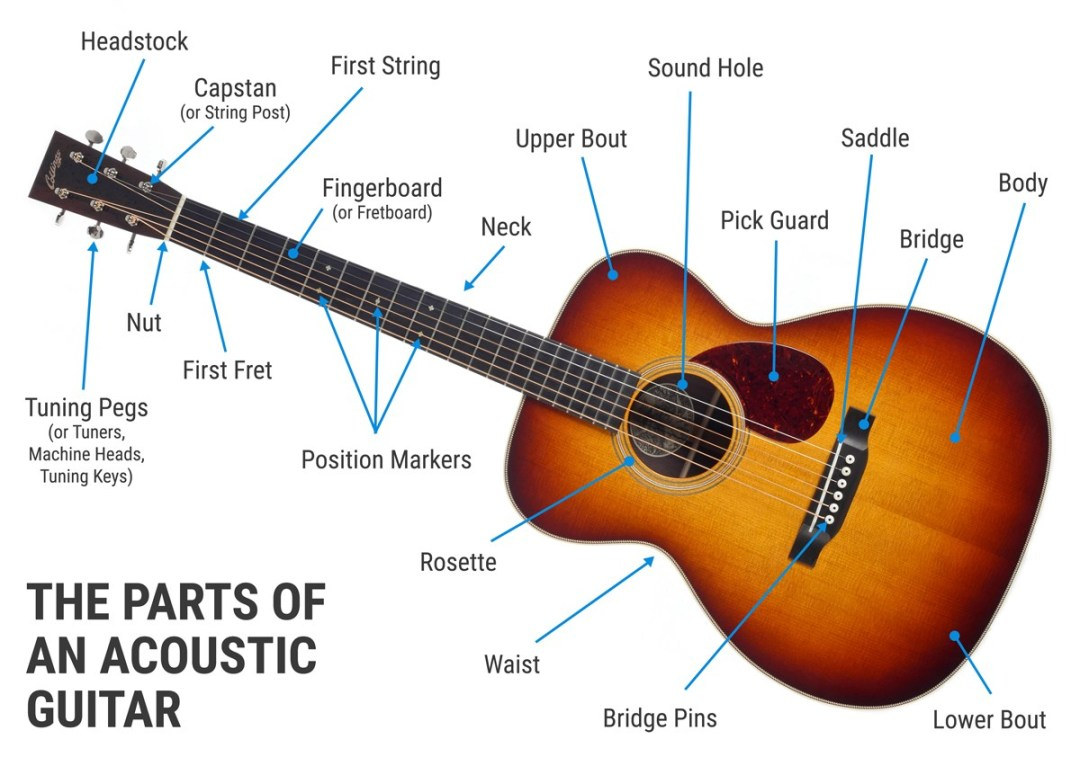 Headstock
Capstan
(or String Post)
First String
Sound Hole
Upper Bout
Saddle
Body
Fingerboard
(or Fretboard)
Neck
Pick Guard
Bridge
Collings
Nut
First Fret
Tuning Pegs
(or Tuners,
Machine Heads,
Tuning Keys)
Position Markers
Rosette
Waist
Bridge Pins
Lower Bout
THE PARTS OF
AN ACOUSTIC
GUITAR